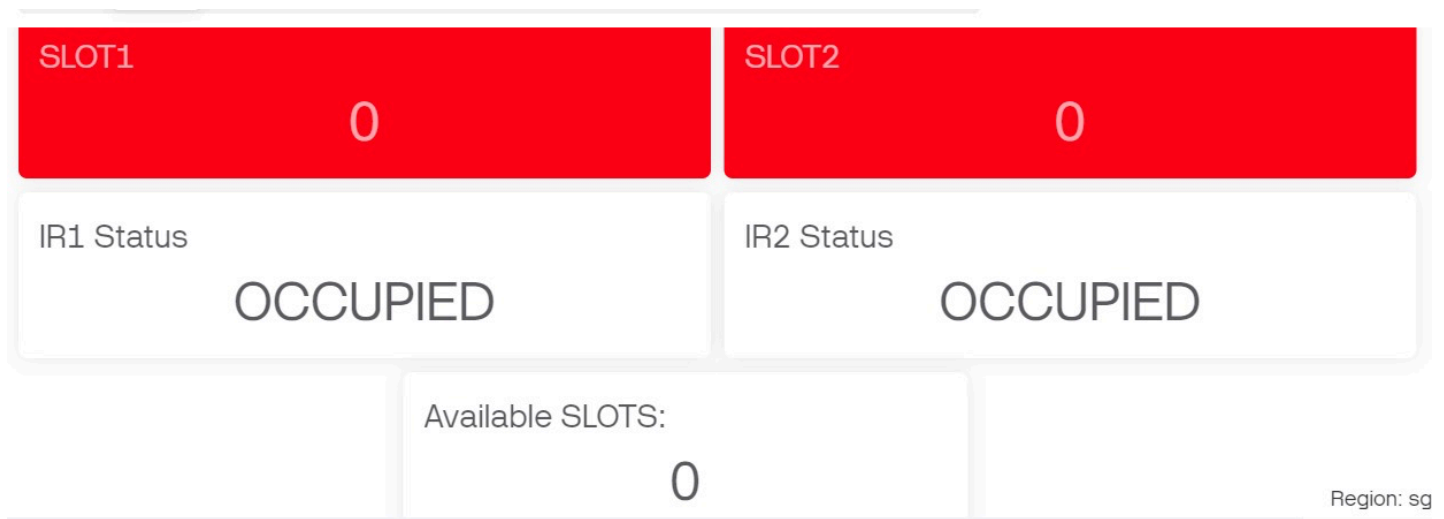 SLOT1
0
SLOT2
0
IR1 Status
OCCUPIED
IR2 Status
OCCUPIED
Available SLOTS:
0
Region: sg